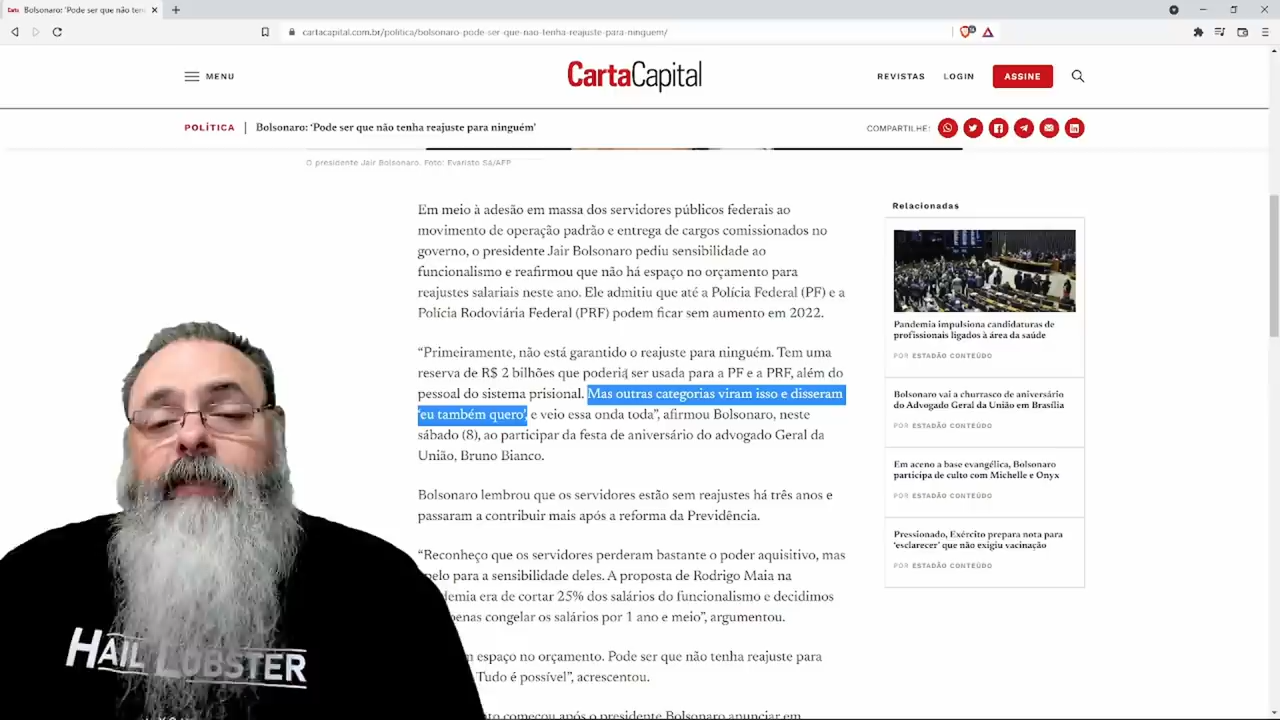 Bolsonaro: 'Pode ser que não ten
cartacapital.com.br/politica/bolsonaro-pode-ser-que-nao-tenha-reajuste-para-ninguem/
MENU
CartaCapital
REVISTAS
LOGIN
ASSINE
POLÍTICA
Bolsonaro: 'Pode ser que não tenha reajuste para ninguém'
COMPARTILHE:
O presidente Jair Bolsonaro. Foto: Evaristo Sá/AFP
Em meio à adesão em massa dos servidores públicos federais ao
movimento de operação padrão e entrega de cargos comissionados no
governo, o presidente Jair Bolsonaro pediu sensibilidade ao
funcionalismo e reafirmou que não há espaço no orçamento para
reajustes salariais neste ano. Ele admitiu que até a Polícia Federal (PF) e a
Polícia Rodoviária Federal (PRF) podem ficar sem aumento em 2022.
“Primeiramente, não está garantido o reajuste para ninguém. Tem uma
reserva de R$ 2 bilhões que poderia ser usada para a PF e a PRF, além do
pessoal do sistema prisional. Mas outras categorias viram isso e disseram
‘eu também quero’, e veio essa onda toda”, afirmou Bolsonaro, neste
sábado (8), ao participar da festa de aniversário do advogado Geral da
União, Bruno Bianco.
Bolsonaro lembrou que os servidores estão sem reajustes há três anos e
passaram a contribuir mais após a reforma da Previdência.
“Reconheço que os servidores perderam bastante o poder aquisitivo, mas
pelo para a sensibilidade deles. A proposta de Rodrigo Maia na
emia era de cortar 25% dos salários do funcionalismo e decidimos
penas congelar os salários por 1 ano e meio”, argumentou.
m espaço no orçamento. Pode ser que não tenha reajuste para
Tudo é possível”, acrescentou.
nto começou após o presidente Bolsonaro anunciar em
Relacionadas
Pandemia impulsiona candidaturas de
profissionais ligados à área da saúde
POR ESTADÃO CONTEÚDO
Bolsonaro vai a churrasco de aniversário
do Advogado Geral da União em Brasília
POR ESTADÃO CONTEÚDO
Em aceno a base evangélica, Bolsonaro
participa de culto com Michelle e Onyx
POR ESTADÃO CONTEÚDO
Pressionado, Exército prepara nota para
‘esclarecer’ que não exigiu vacinação
POR ESTADÃO CONTEÚDO
HAIL LOBSTER